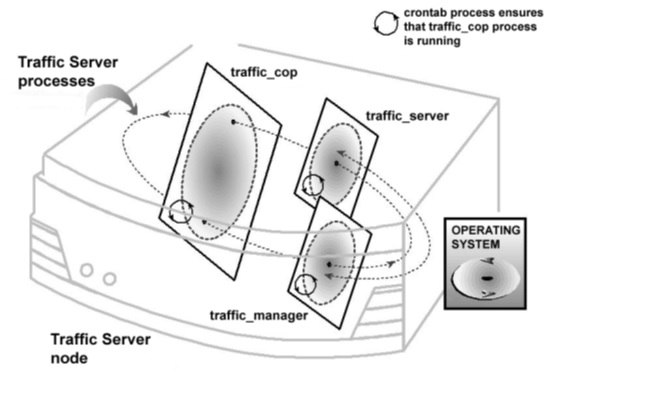 crontab process ensures
that traffic_cop process
is running
Traffic Server
processes
traffic_cop
traffic_server
OPERATING
SYSTEM
traffic_manager
Traffic Server
node